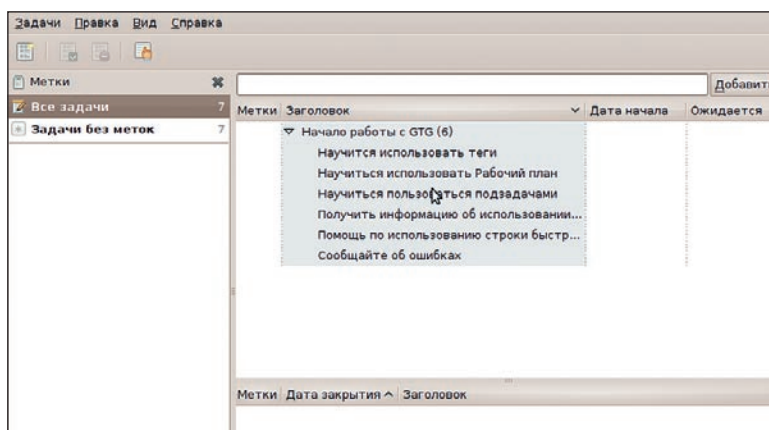 Задачи Правка Вид Справка
Метки
Все задачи 7
Задачи без меток 7
Добавить
Метки Заголовок Дата начала Ожидается
Начало работы с GTG (6)
Научится использовать теги
Научиться использовать Рабочий план
Научиться пользоваться подзадачами
Получить информацию об использовании...
Помощь по использованию строки быстр...
Сообщайте об ошибках
Метки Дата закрытия Заголовок